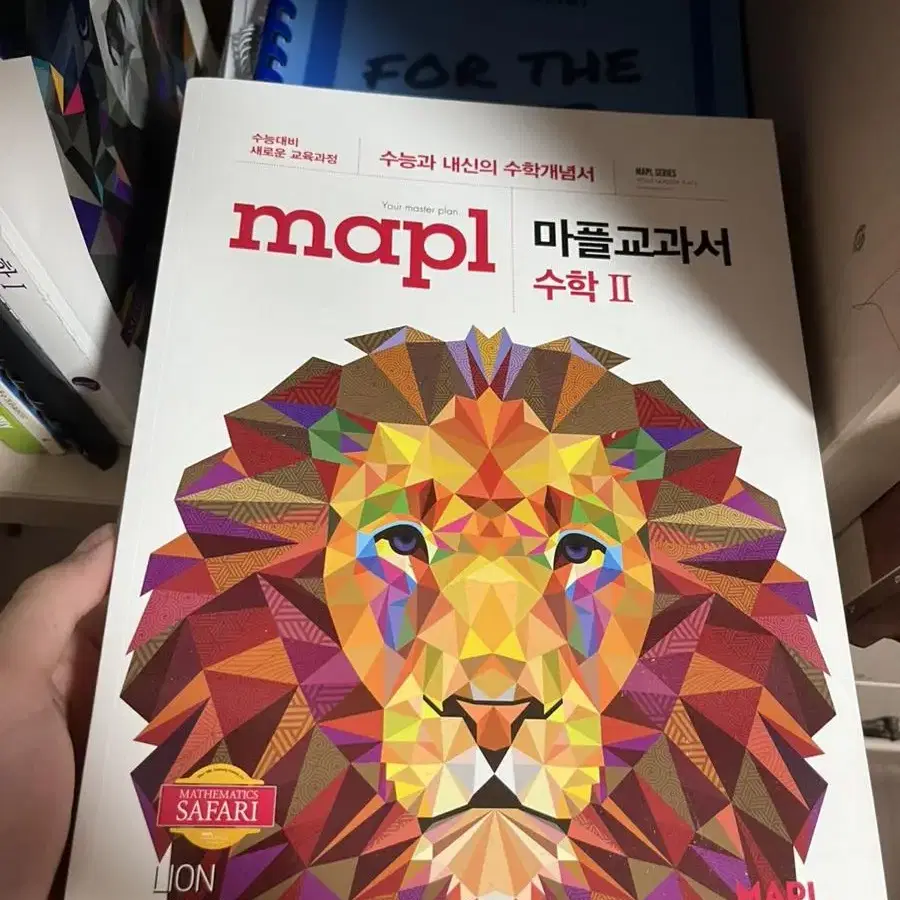 FOR THE
수능대비
새로운 교육과정
수능과 내신의 수학개념서
MAPL SERIES
Your master plan.
mapl
마플교과서
수학 II
MATHEMATICS
SAFARI
LION
MAPL